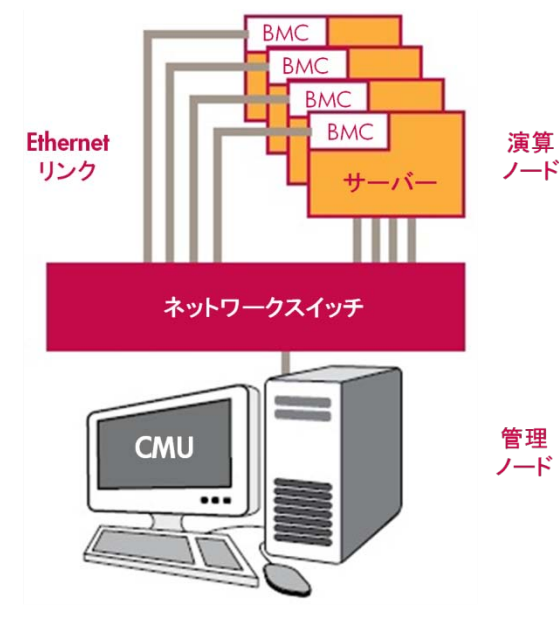 BMC
BMC
BMC
BMC
サーバー
Ethernet
リンク
演算
ノード
ネットワークスイッチ
CMU
管理
ノード